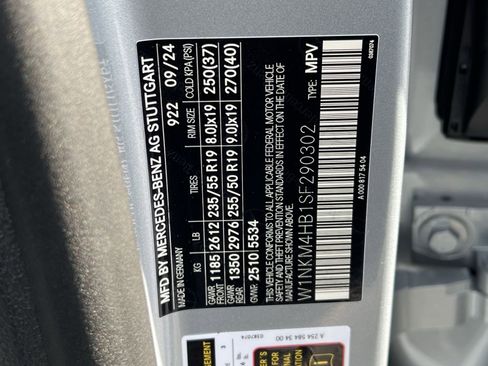 MFD BY MERCEDES-BENZ AG STUTTGART
MADE IN GERMANY 922 09/24
KG LB TIRES RIM SIZE COLD KPA (PSI)
GAWR FRONT 1185 2612 235/55 R19 8.0Jx19 250(37)
GAWR REAR 1350 2976 255/50 R19 9.0Jx19 270(40)
GVWR 2510 5534
THIS VEHICLE CONFORMS TO ALL APPLICABLE FEDERAL MOTOR VEHICLE
SAFETY AND THEFT PREVENTION STANDARDS IN EFFECT ON THE DATE OF
MANUFACTURE SHOWN ABOVE.
W1NKM4HB1SF290302 TYPE: MPV
A 000 817 54 04
0387074
0387074
A 254 584 34 00